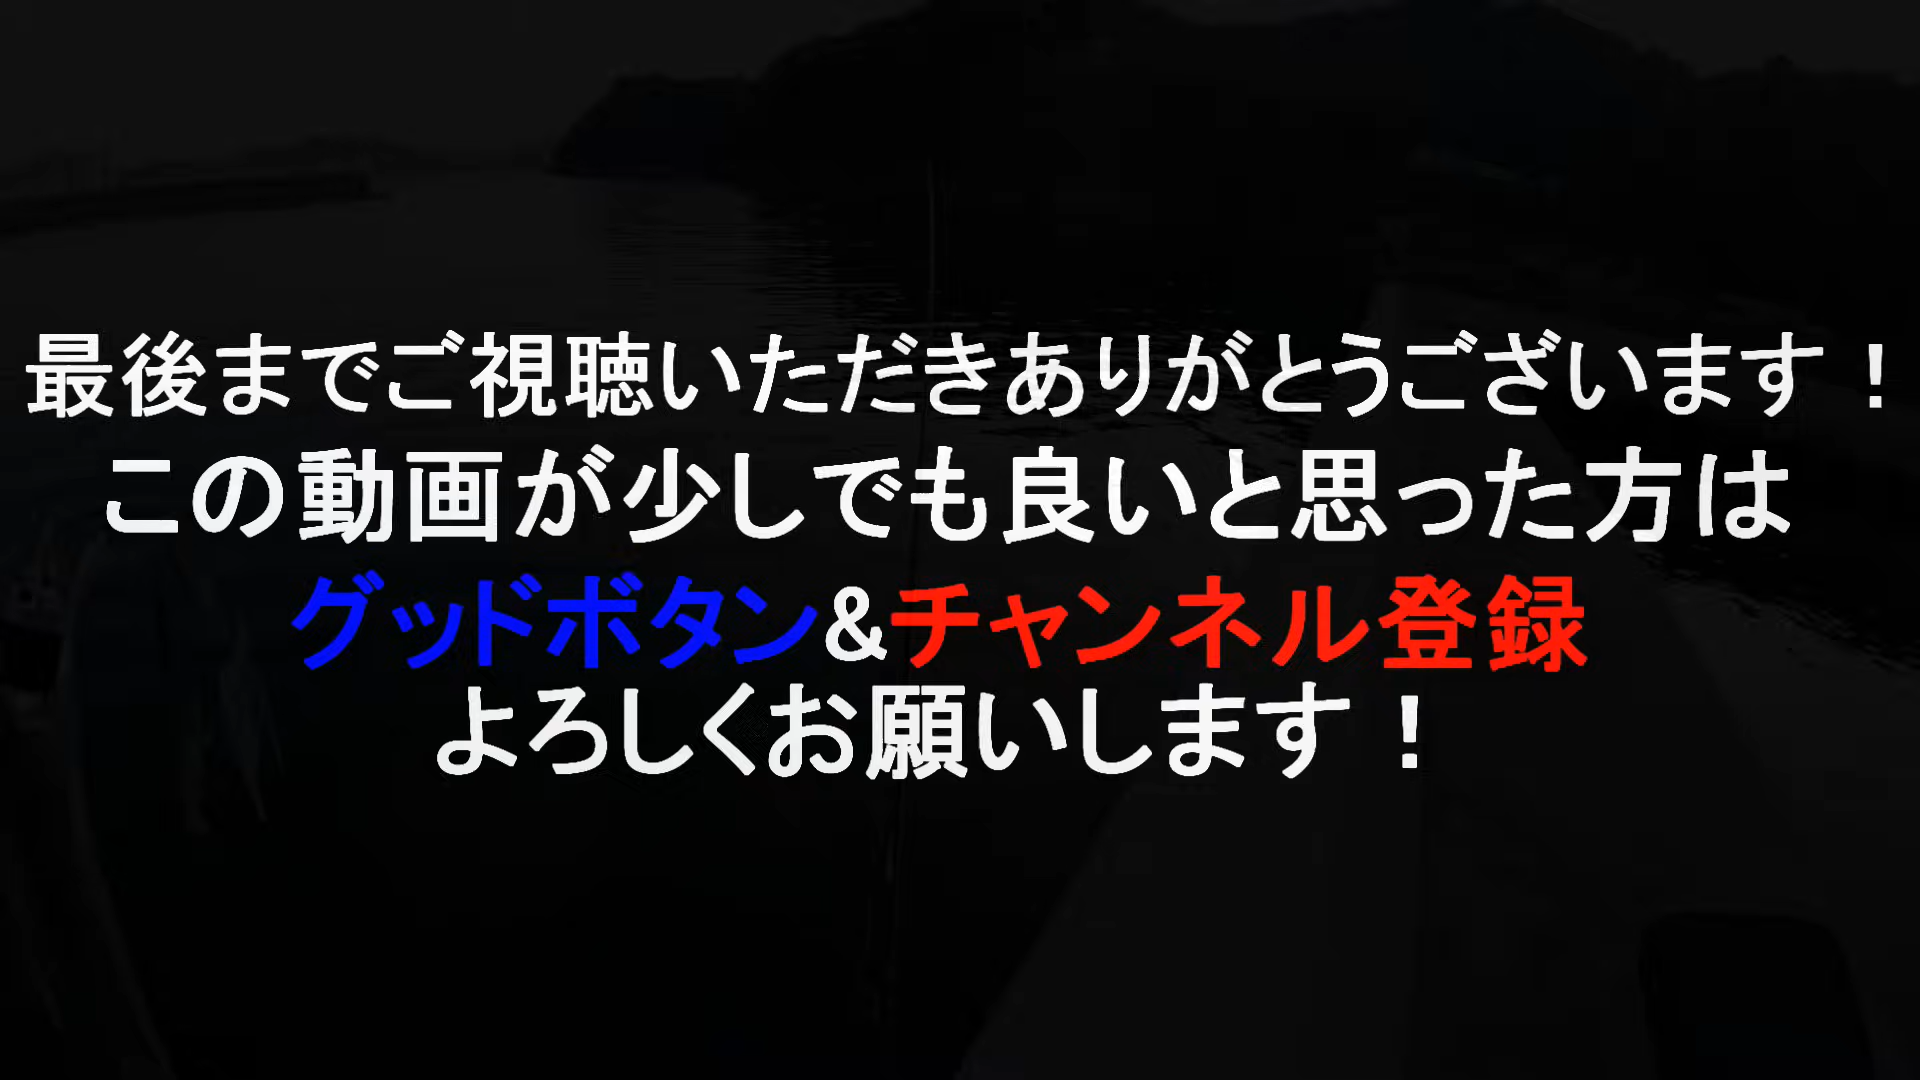 最後までご視聴いただきありがとうございます！
この動画が少しでも良いと思った方は
グッドボタン&チャンネル登録
よろしくお願いします！